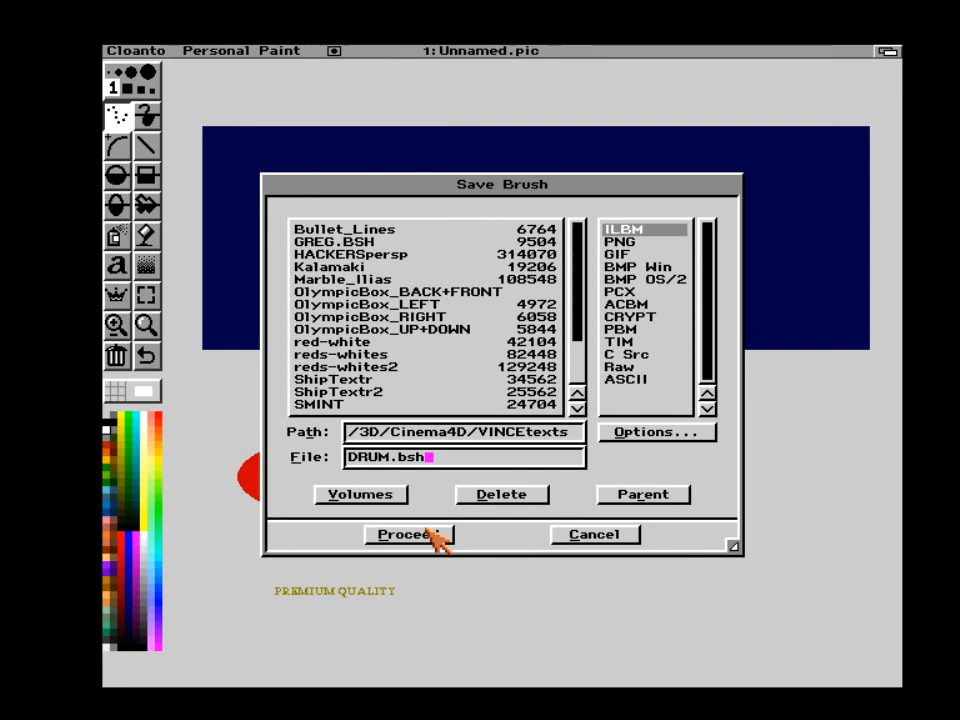 Cloanto Personal Paint 1:Unnamed.pic
1
a
Save Brush
Bullet_Lines 6764
GREG.BSH 9504
HACKERSpersp 314070
Kalamaki 19206
Marble_Ilias 108548
OlympicBox_BACK+FRONT
OlympicBox_LEFT 4972
OlympicBox_RIGHT 6058
OlympicBox_UP+DOWN 5844
red-white 42104
reds-whites 82448
reds-whites2 129248
ShipTextr 34562
ShipTextr2 25562
SMINT 24704
ILBM
PNG
GIF
BMP Win
BMP OS/2
PCX
ACBM
CRYPT
PBM
TIM
C Src
Raw
ASCII
Path: /3D/Cinema4D/VINCEtexts
Options...
File: DRUM.bsh
Volumes Delete Parent
Proceed Cancel
PREMIUM QUALITY